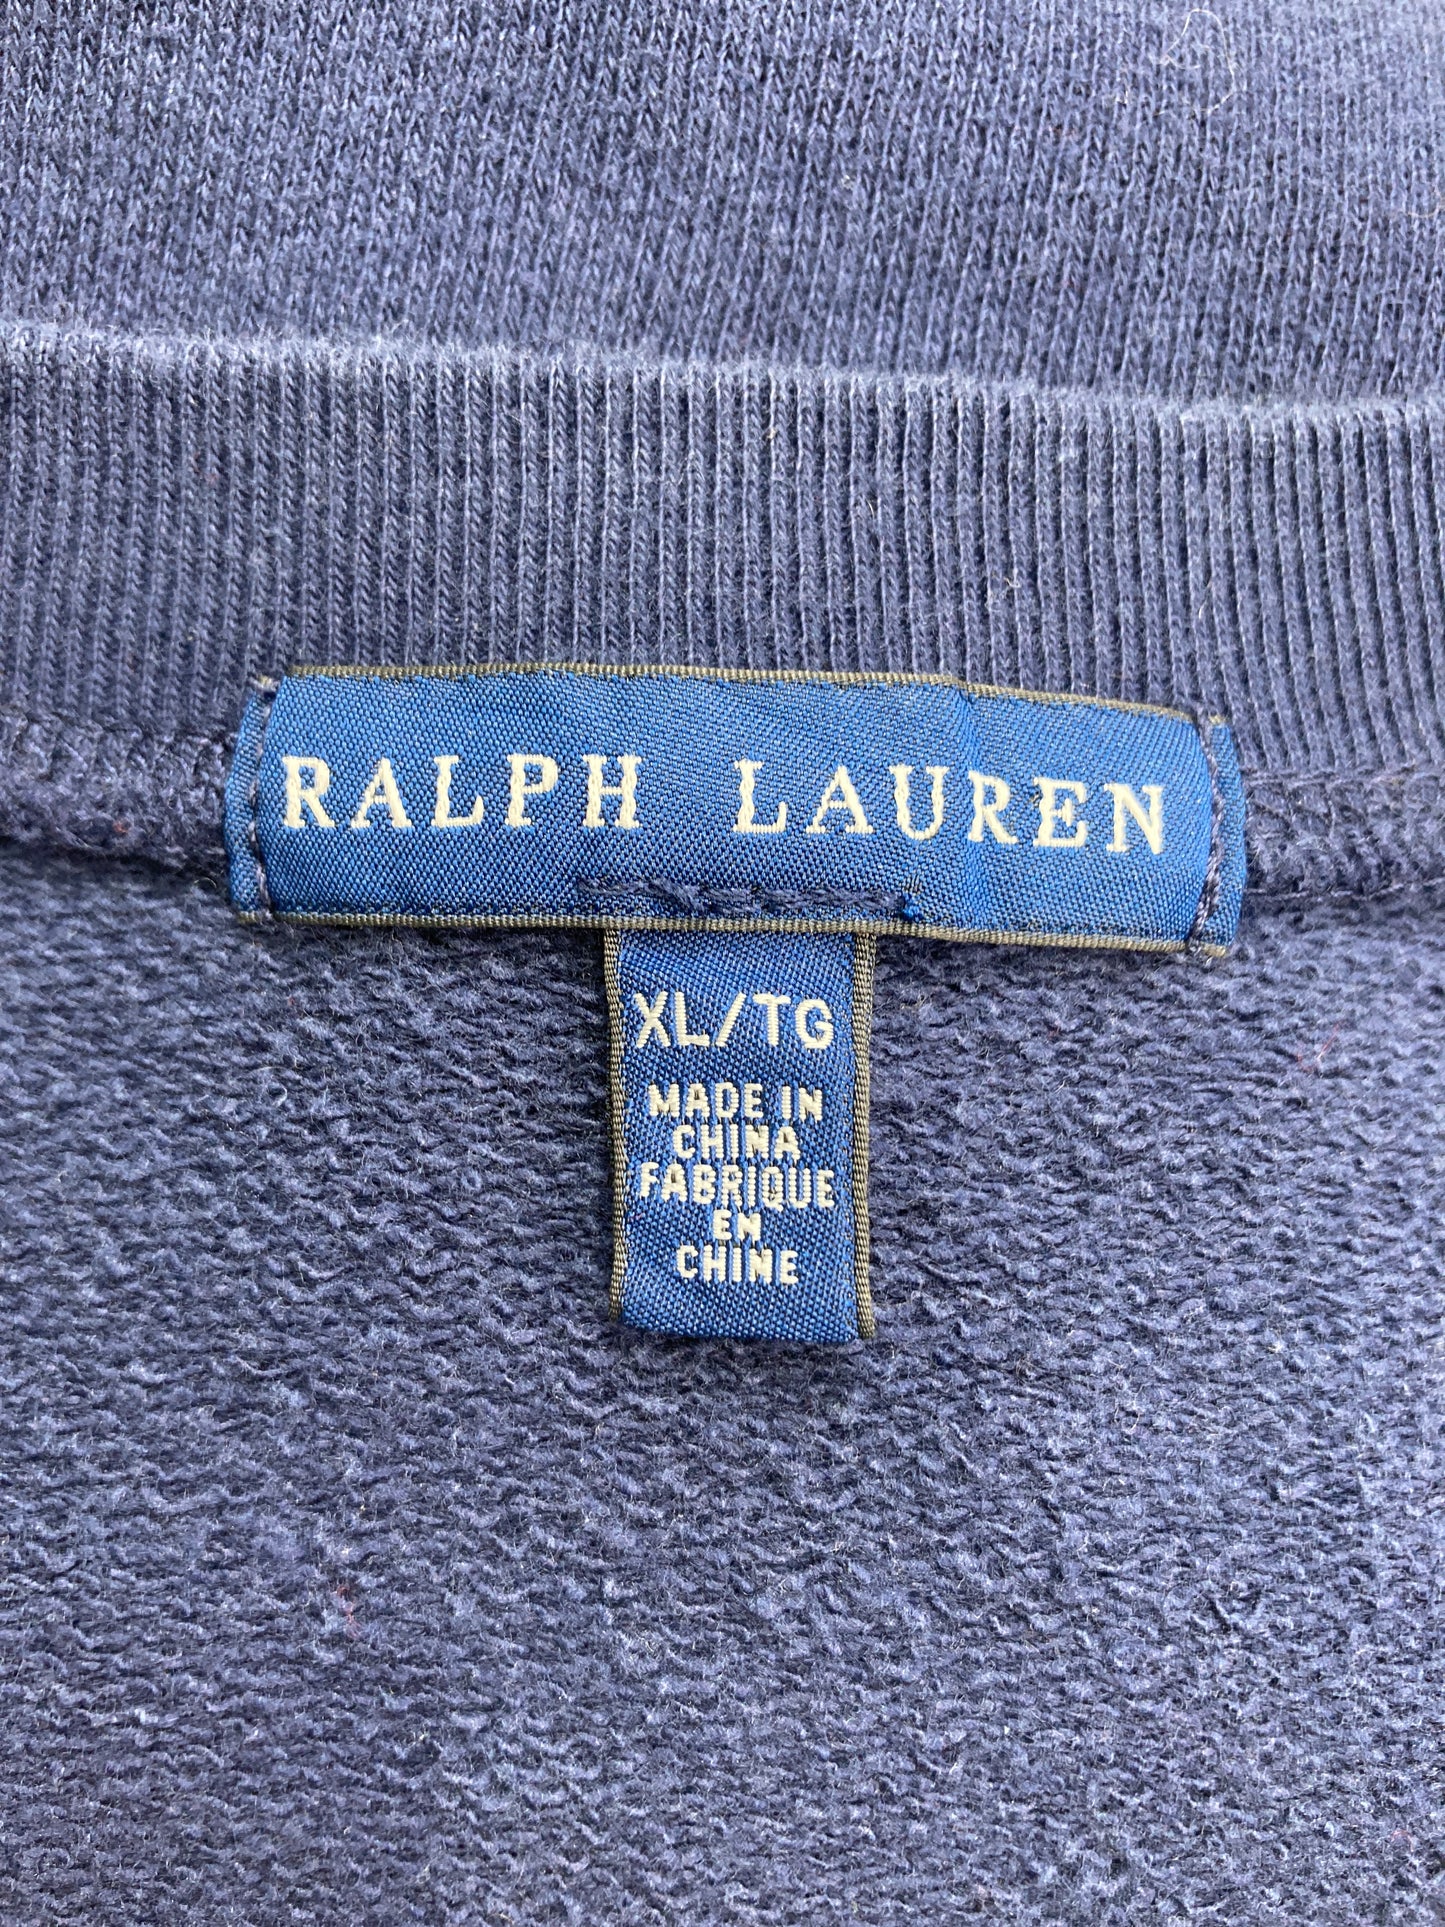 RALPH LAUREN
XL/TG
MADE IN
CHINA
FABRIQUE
EN
CHINE